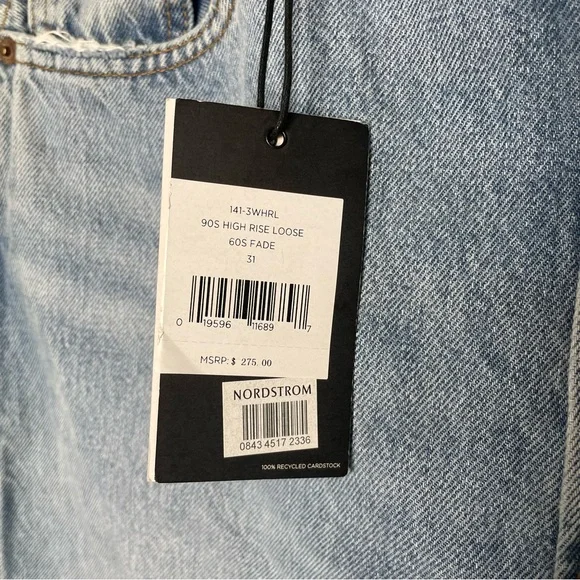 141-3WHRL
90S HIGH RISE LOOSE
60S FADE
31
0 19596 11689 7
MSRP: $ 275.00
NORDSTROM
0843 4517 2336
100% RECYCLED CARDSTOCK